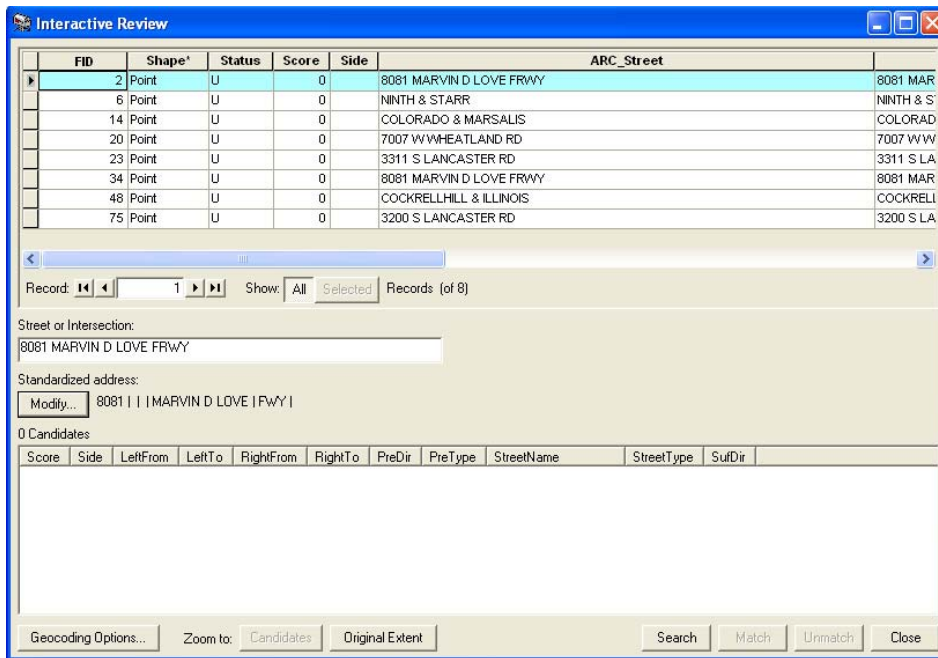 Interactive Review
FID Shape* Status Score Side ARC_Street
2 Point U 0 8081 MARVIN D LOVE FRWY 8081 MAR
6 Point U 0 NINTH & STARR NINTH & S
14 Point U 0 COLORADO & MARSALIS COLORAD
20 Point U 0 7007 W WHEATLAND RD 7007 W W
23 Point U 0 3311 S LANCASTER RD 3311 S LA
34 Point U 0 8081 MARVIN D LOVE FRWY 8081 MAR
48 Point U 0 COCKRELLHILL & ILLINOIS COCKRELL
75 Point U 0 3200 S LANCASTER RD 3200 S LA
Record: 1 Show: All Selected Records (of 8)
Street or Intersection:
8081 MARVIN D LOVE FRWY
Standardized address:
Modify... 8081 | | | MARVIN D LOVE | FWY |
0 Candidates
Score Side LeftFrom LeftTo RightFrom RightTo PreDir PreType StreetName StreetType SufDir
Geocoding Options... Zoom to: Candidates Original Extent Search Match Unmatch Close